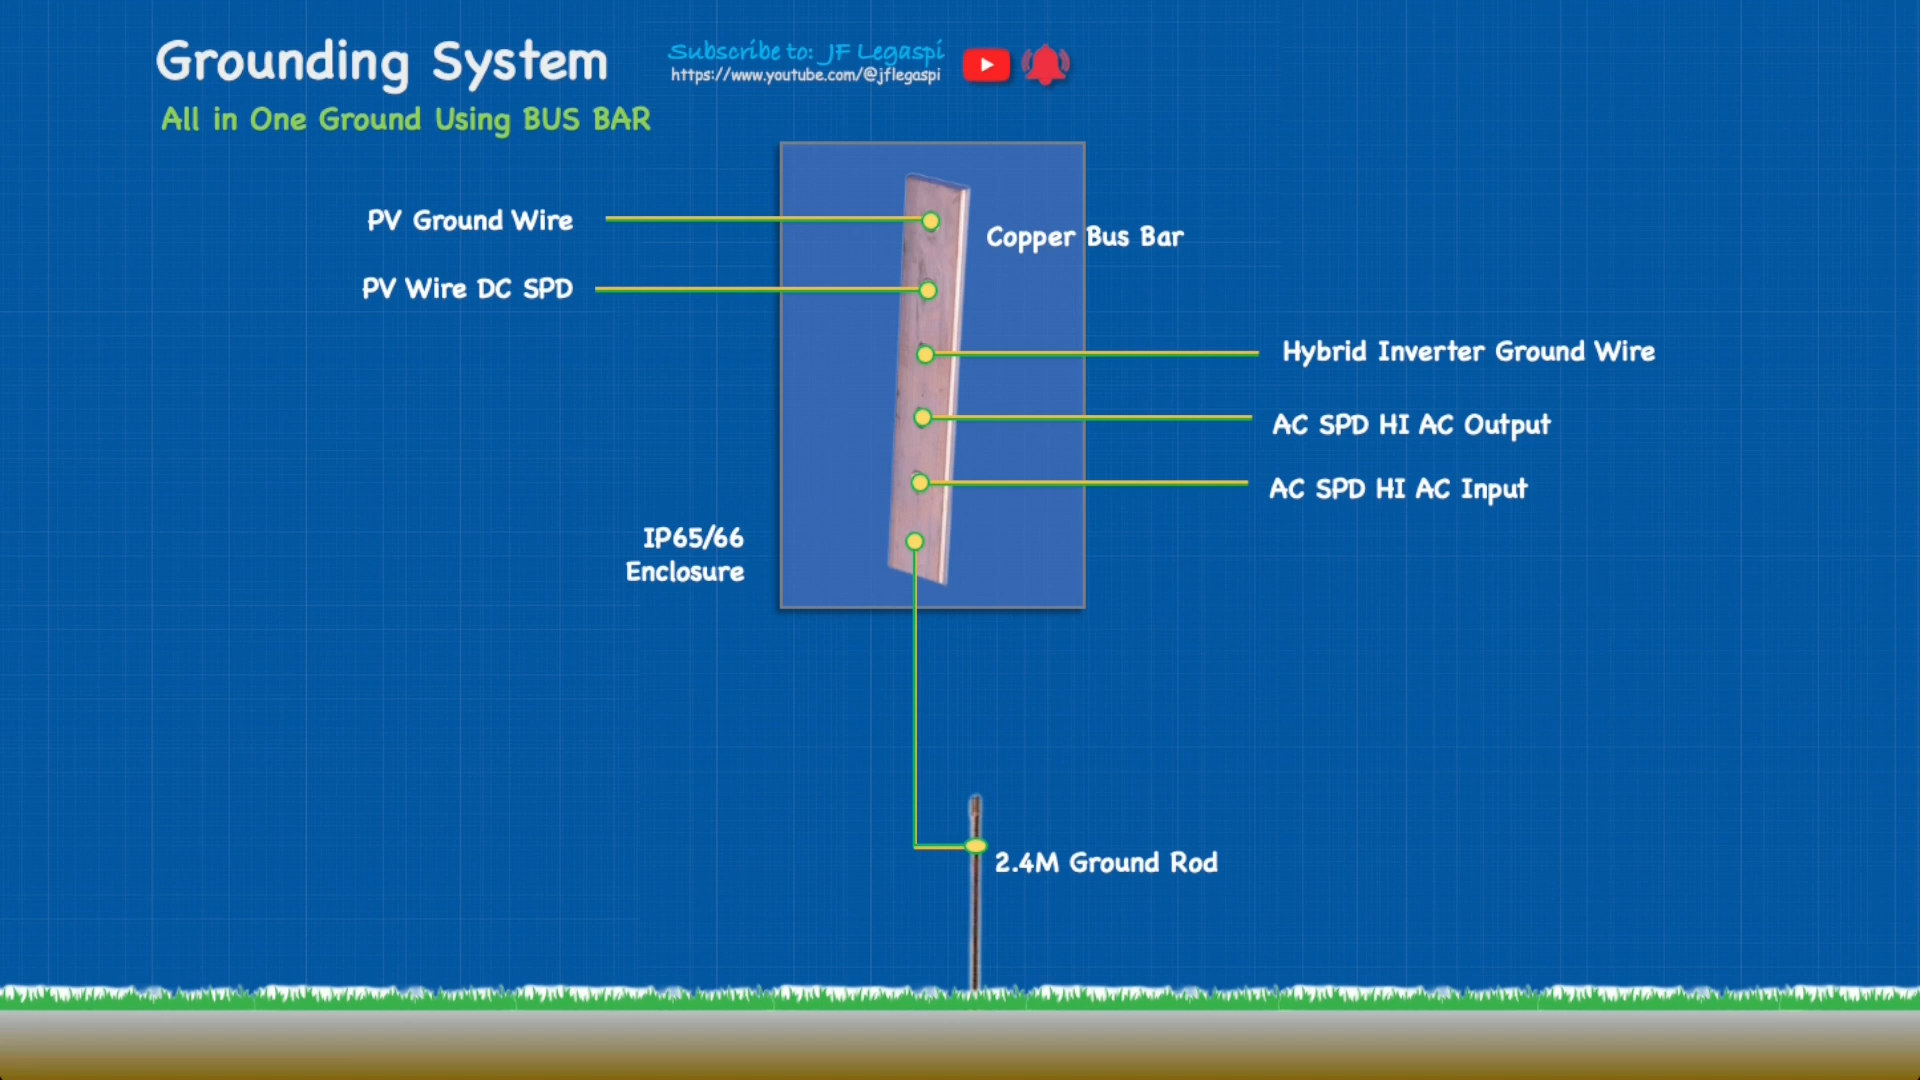 Grounding System
Subscribe to: JF Legaspi
https://www.youtube.com/@jflegaspi
All in One Ground Using BUS BAR
PV Ground Wire
Copper Bus Bar
PV Wire DC SPD
Hybrid Inverter Ground Wire
AC SPD HI AC Output
AC SPD HI AC Input
IP65/66
Enclosure
2.4M Ground Rod